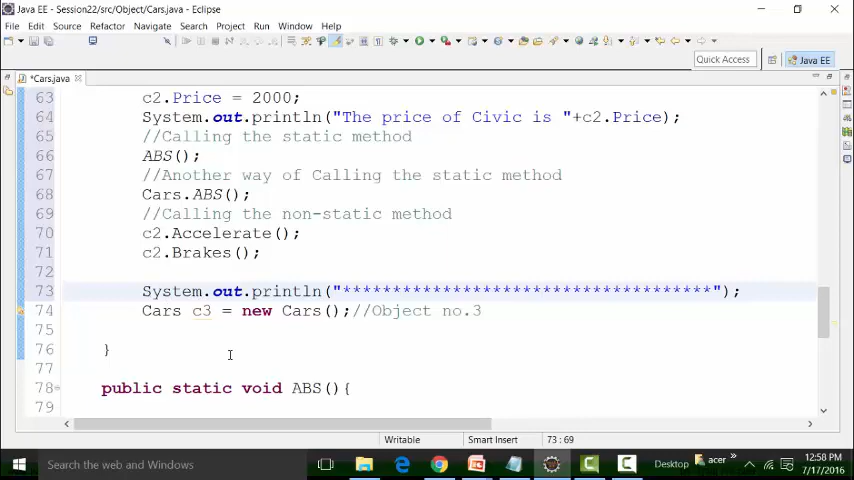 Java EE - Session22/src/Object/Cars.java - Eclipse
File Edit Source Refactor Navigate Search Project Run Window Help
Quick Access
Java EE
*Cars.java
63 c2.Price = 2000;
64 System.out.println("The price of Civic is "+c2.Price);
65 //Calling the static method
66 ABS();
67 //Another way of Calling the static method
68 Cars.ABS();
69 //Calling the non-static method
70 c2.Accelerate();
71 c2.Brakes();
72
73 System.out.println("*************************************");
74 Cars c3 = new Cars();//Object no.3
75
76 }
77
78 public static void ABS(){
79
Writable Smart Insert 73 : 69
Search the web and Windows
Desktop
acer
12:58 PM
7/17/2016